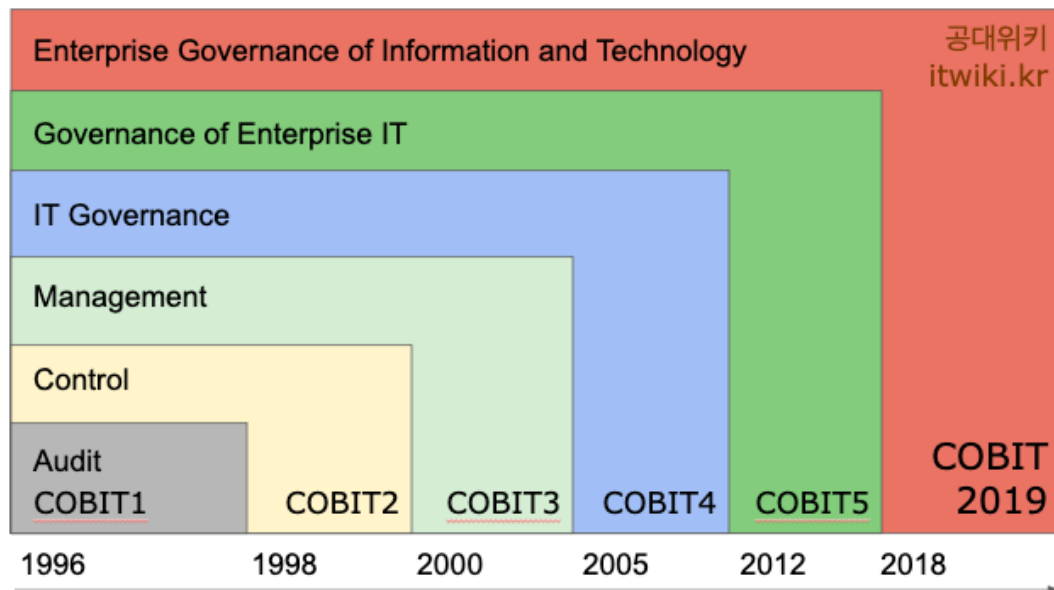 Enterprise Governance of Information and Technology
공대위키
itwiki.kr
Governance of Enterprise IT
IT Governance
Management
Control
Audit
COBIT1
COBIT2
COBIT3
COBIT4
COBIT5
COBIT
2019
1996
1998
2000
2005
2012
2018